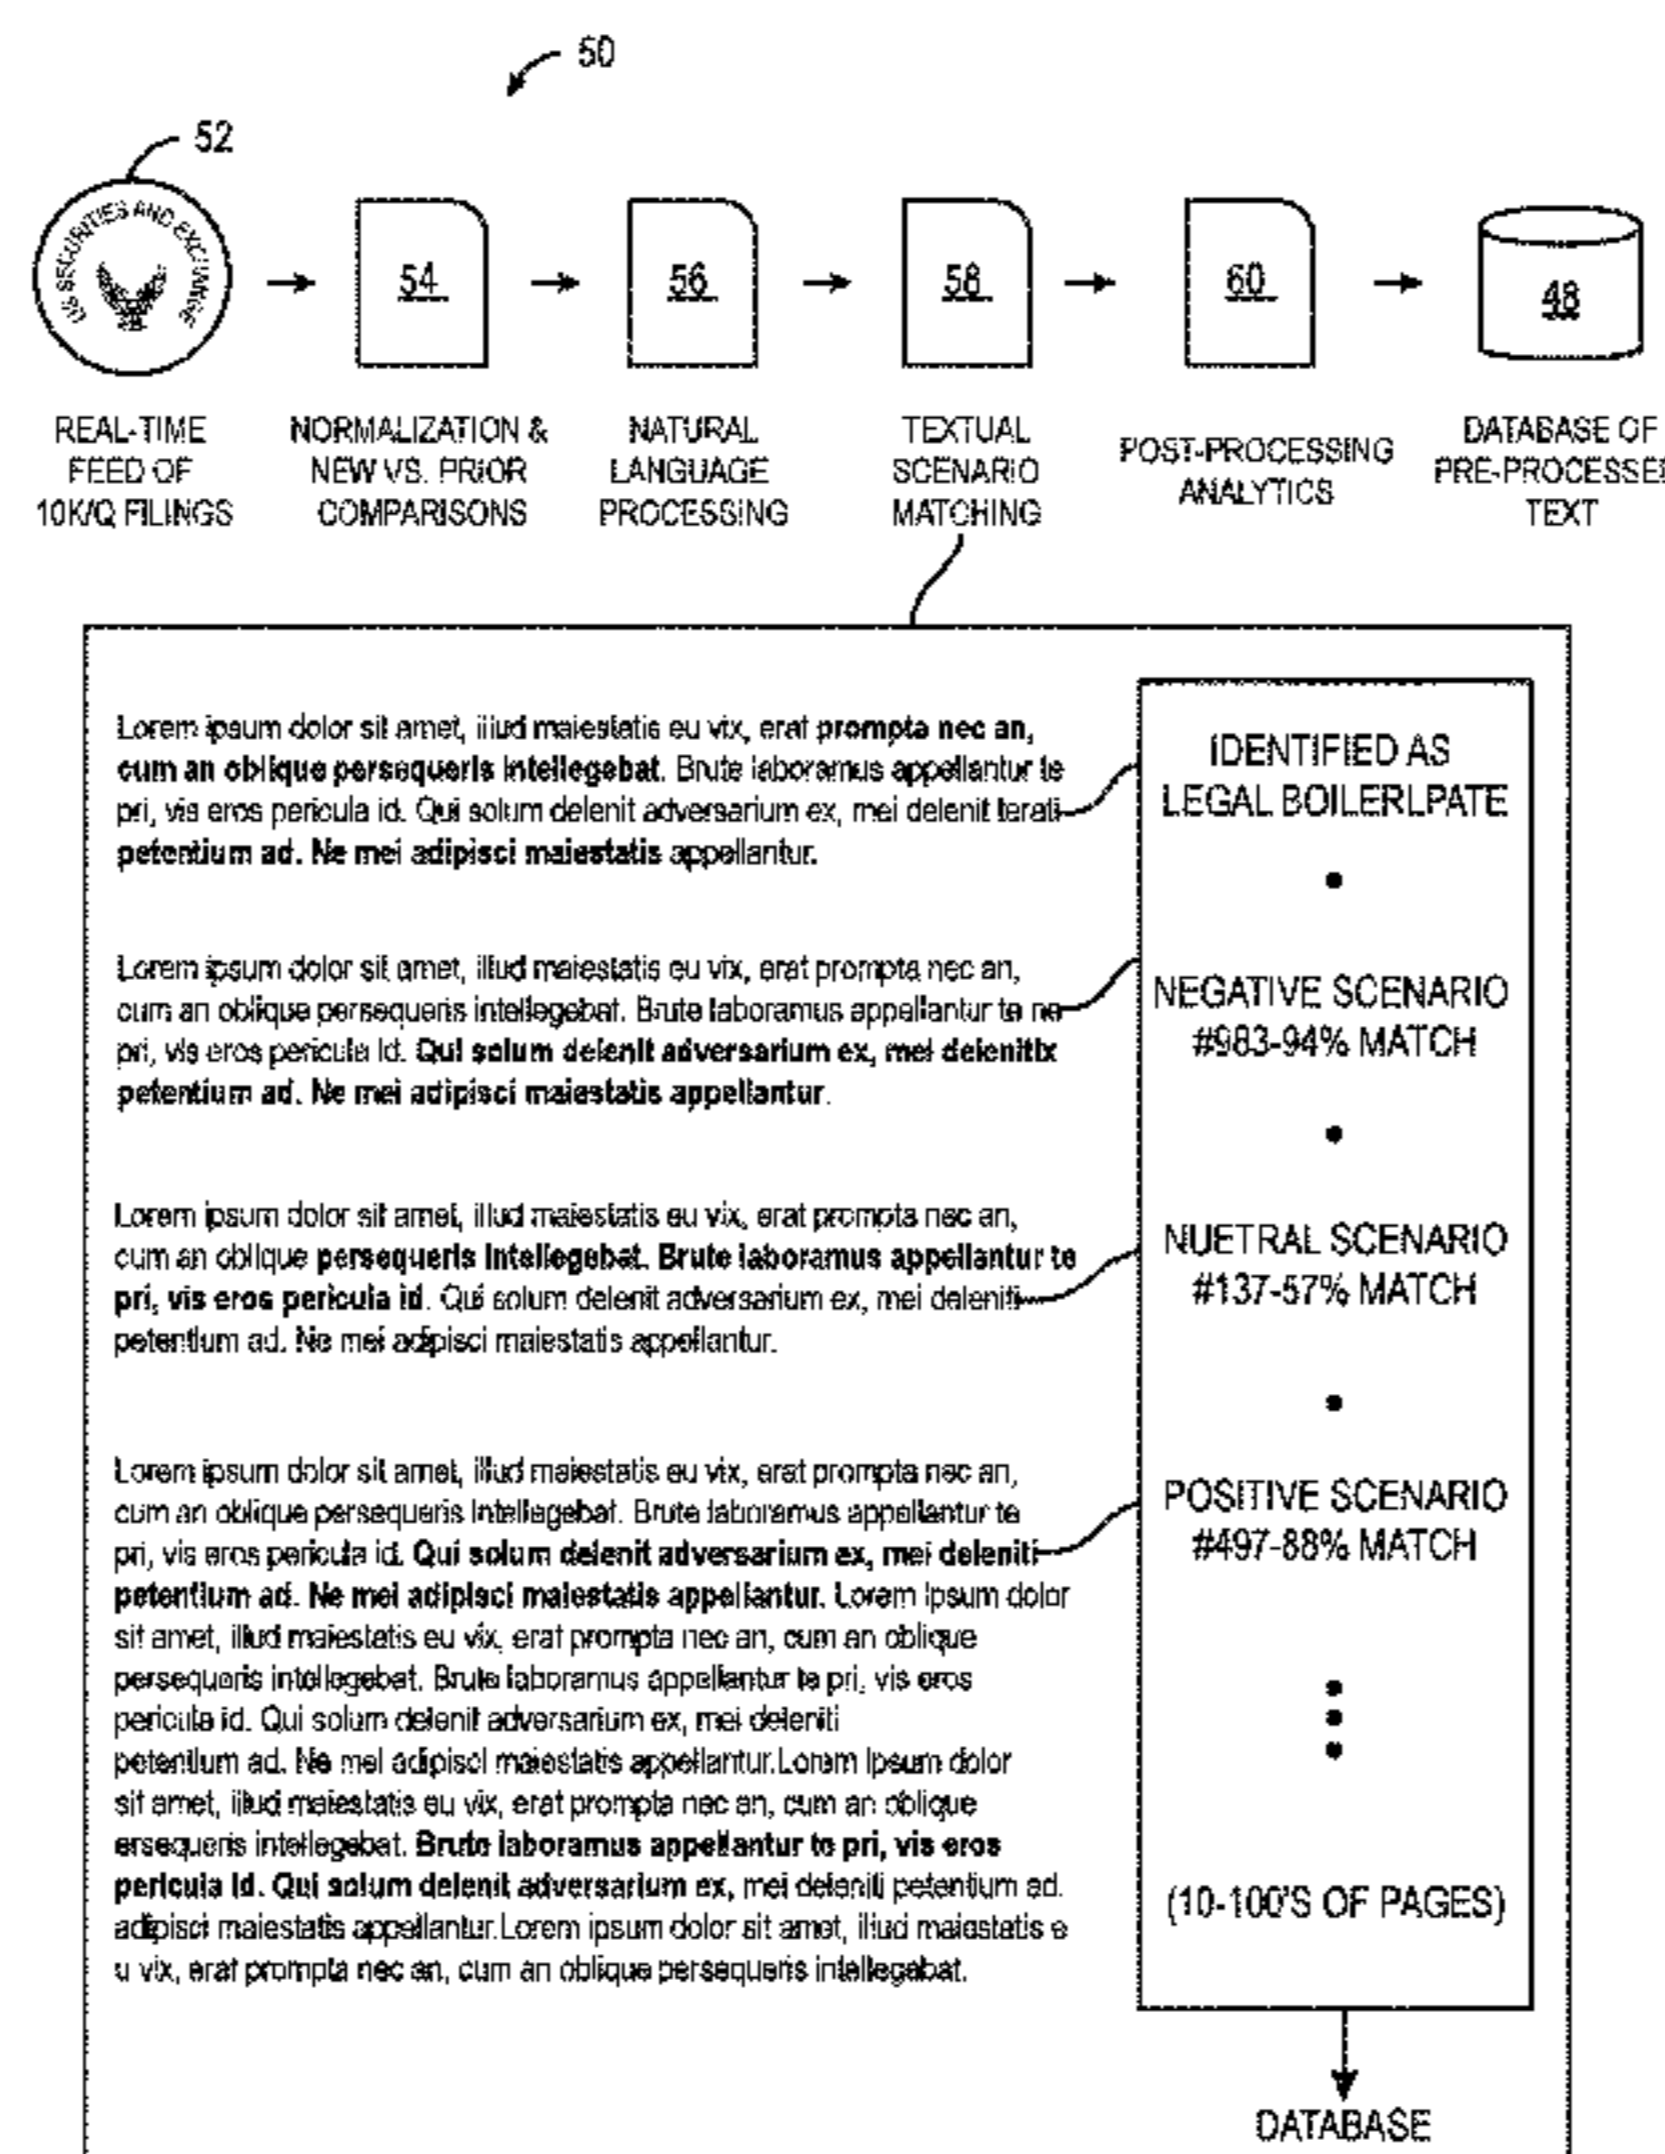 50
52
US SECURITIES AND EXCHANGE
54
56
58
60
48
REAL-TIME
FEED OF
10K/Q FILINGS
NORMALIZATION &
NEW VS. PRIOR
COMPARISONS
NATURAL
LANGUAGE
PROCESSING
TEXTUAL
SCENARIO
MATCHING
POST-PROCESSING
ANALYTICS
DATABASE OF
PRE-PROCESSED
TEXT
Lorem ipsum dolor sit amet, illud maiestatis eu vix, erat prompta nec an,
cum an oblique persequeris intellegebat. Brute laboramus appellantur te
pri, vis eros pericula id. Qui solum delenit adversarium ex, mei delenit terati
petentium ad. Ne mei adipisci maiestatis appellantur.
IDENTIFIED AS
LEGAL BOILERLPATE
Lorem ipsum dolor sit amet, illud maiestatis eu vix, erat prompta nec an,
cum an oblique persequeris intellegebat. Brute laboramus appellantur te ne
pri, vis eros pericula id. Qui solum delenit adversarium ex, mei delenitix
petentium ad. Ne mei adipisci maiestatis appellantur.
NEGATIVE SCENARIO
#983-94% MATCH
Lorem ipsum dolor sit amet, illud maiestatis eu vix, erat prompta nec an,
cum an oblique persequeris intellegebat. Brute laboramus appellantur te
pri, vis eros pericula id. Qui solum delenit adversarium ex, mei deleniti
petentium ad. Ne mei adipisci maiestatis appellantur.
NUETRAL SCENARIO
#137-57% MATCH
Lorem ipsum dolor sit amet, illud maiestatis eu vix, erat prompta nec an,
cum an oblique persequeris intellegebat. Brute laboramus appellantur te
pri, vis eros pericula id. Qui solum delenit adversarium ex, mei deleniti
petentium ad. Ne mei adipisci maiestatis appellantur. Lorem ipsum dolor
sit amet, illud maiestatis eu vix, erat prompta nec an, cum an oblique
persequeris intellegebat. Brute laboramus appellantur te pri, vis eros
pericula id. Qui solum delenit adversarium ex, mei deleniti
petentium ad. Ne mei adipisci maiestatis appellantur.Lorem ipsum dolor
sit amet, illud maiestatis eu vix, erat prompta nec an, cum an oblique
ersequeris intellegebat. Brute laboramus appellantur te pri, vis eros
pericula id. Qui solum delenit adversarium ex, mei deleniti petentium ad.
adipisci maiestatis appellantur.Lorem ipsum dolor sit amet, illud maiestatis e
u vix, erat prompta nec an, cum an oblique persequeris intellegebat.
POSITIVE SCENARIO
#497-88% MATCH
(10-100'S OF PAGES)
DATABASE